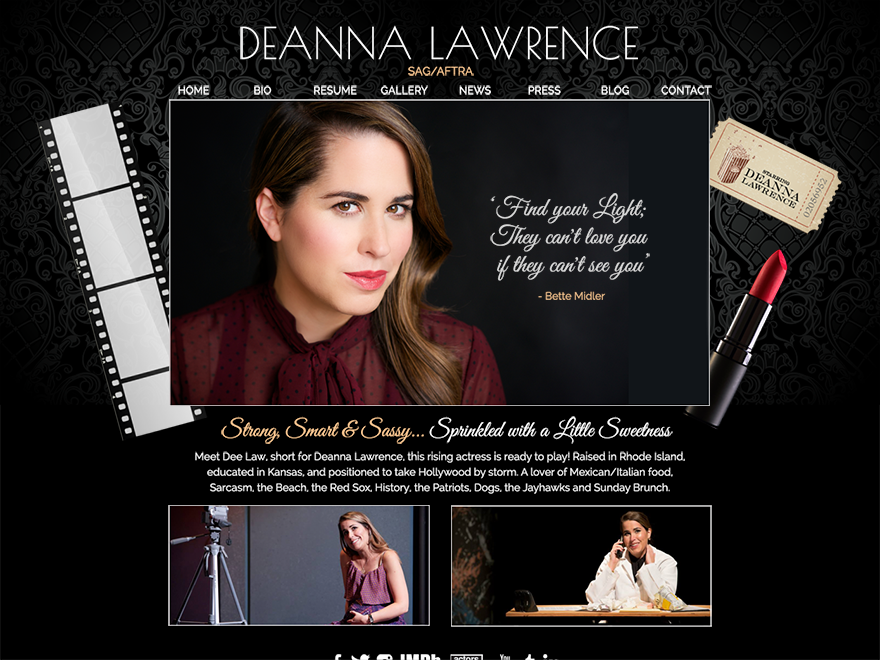 DEANNA LAWRENCE
SAG/AFTRA
HOME BIO RESUME GALLERY NEWS PRESS BLOG CONTACT
STARRING
DEANNA
LAWRENCE
02056952
‘Find your Light;
They can’t love you
if they can’t see you’
- Bette Midler
Strong, Smart & Sassy... Sprinkled with a Little Sweetness
Meet Dee Law, short for Deanna Lawrence, this rising actress is ready to play! Raised in Rhode Island,
educated in Kansas, and positioned to take Hollywood by storm. A lover of Mexican/Italian food,
Sarcasm, the Beach, the Red Sox, History, the Patriots, Dogs, the Jayhawks and Sunday Brunch.
IMDb actors You